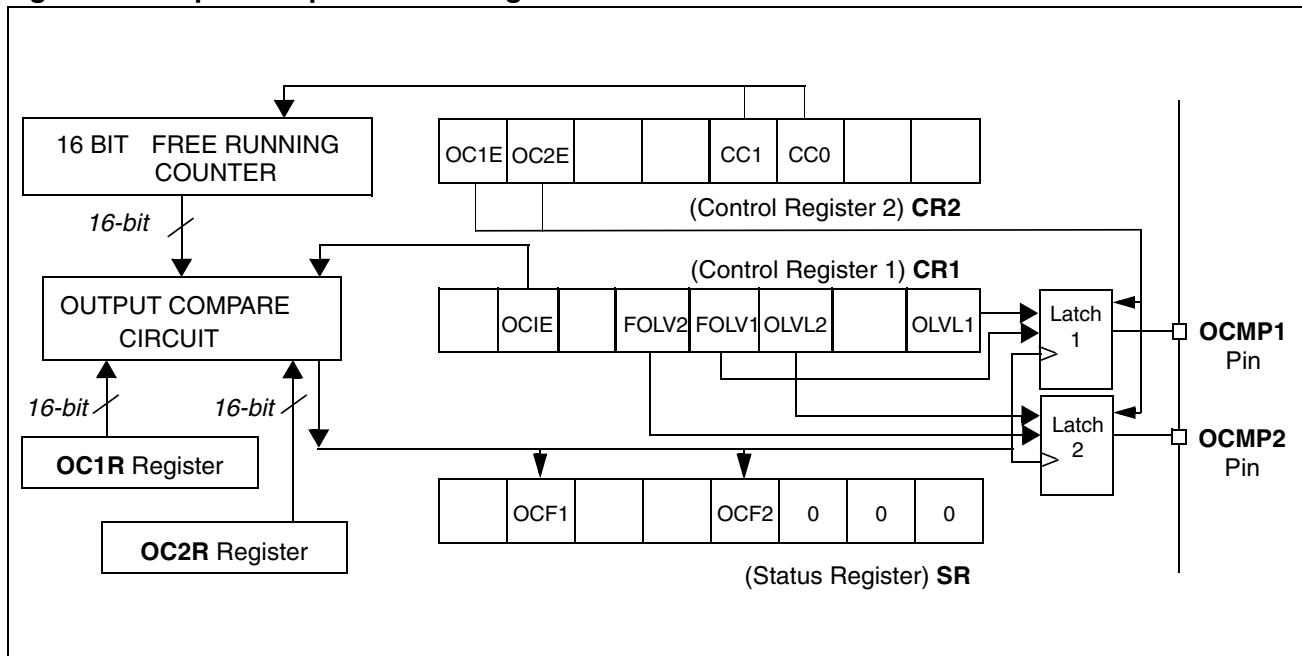 16 BIT FREE RUNNING
COUNTER
16-bit
OC1E OC2E CC1 CC0
(Control Register 2) CR2
(Control Register 1) CR1
OUTPUT COMPARE
CIRCUIT
OCIE FOLV2 FOLV1 OLVL2 OLVL1
Latch
1
OCMP1
Pin
16-bit
16-bit
Latch
2
OCMP2
Pin
OC1R Register
OCF1 OCF2 0 0 0
OC2R Register
(Status Register) SR